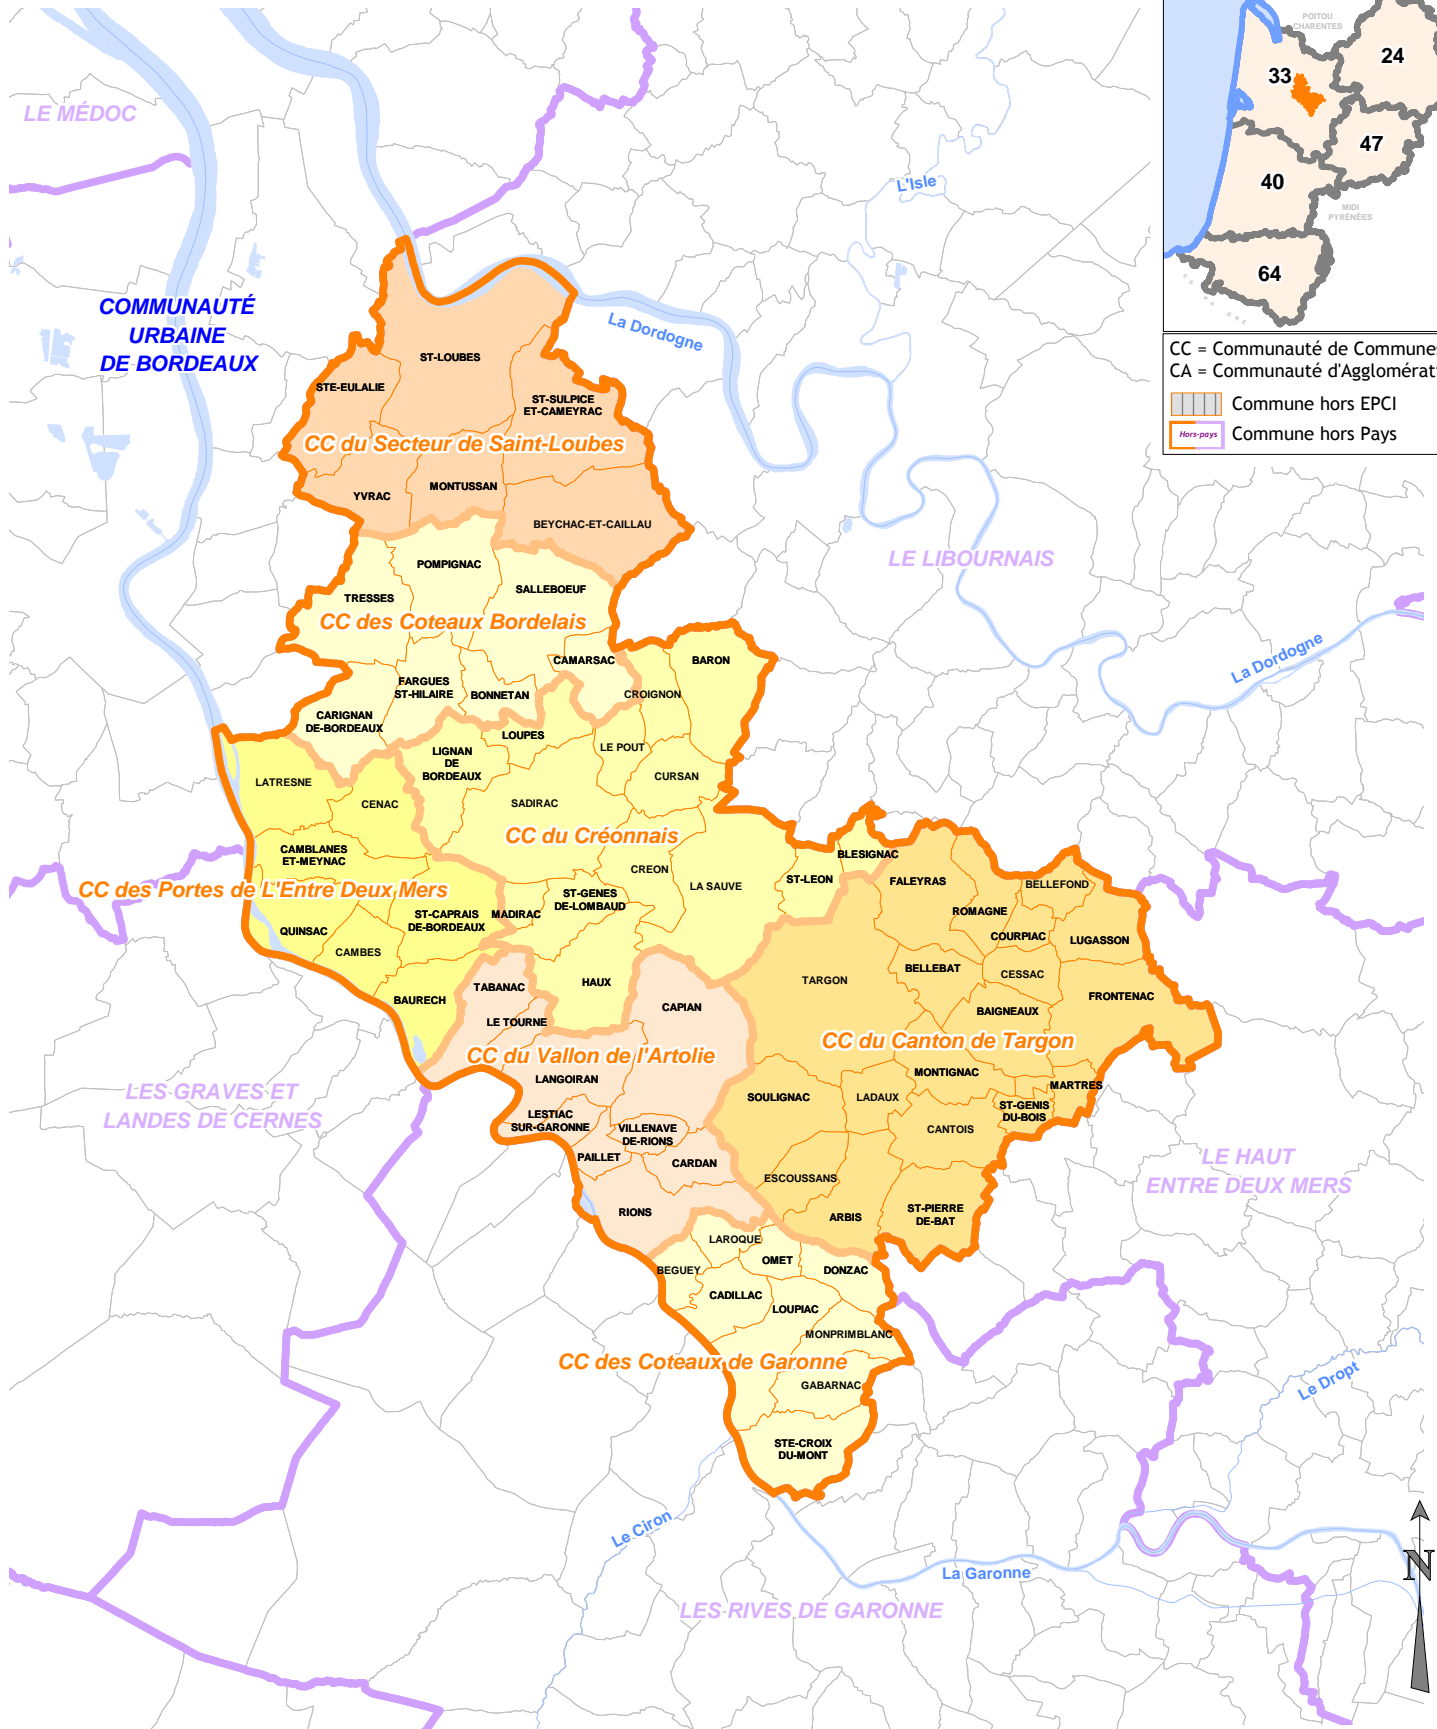 POITOU
CHARENTES
24
33
47
40
MIDI
PYRÉNÉES
64
CC = Communauté de Commune
CA = Communauté d'Agglomérat
Commune hors EPCI
Hors-pays
Commune hors Pays
LE MÉDOC
L'Isle
COMMUNAUTÉ
URBAINE
DE BORDEAUX
La Dordogne
ST-LOUBES
STE-EULALIE
ST-SULPICE
ET-CAMEYRAC
CC du Secteur de Saint-Loubes
YVRAC
MONTUSSAN
BEYCHAC-ET-CAILLAU
LE LIBOURNAIS
POMPIGNAC
SALLEBOEUF
TRESSES
CC des Coteaux Bordelais
CAMARSAC
BARON
La Dordogne
FARGUES
ST-HILAIRE
BONNETAN
CROIGNON
CARIGNAN
DE-BORDEAUX
LOUPES
LE POUT
LIGNAN
DE
BORDEAUX
CURSAN
LATRESNE
CENAC
SADIRAC
CC du Créonnais
CAMBLANES
ET-MEYNAC
BLESIGNAC
CREON
LA SAUVE
ST-LEON
FALEYRAS
BELLEFOND
CC des Portes de L'Entre Deux Mers
ST-GENES
DE-LOMBAUD
ST-CAPRAIS
DE-BORDEAUX
MADIRAC
ROMAGNE
QUINSAC
COURPIAC
LUGASSON
CAMBES
BELLEBAT
CESSAC
TARGON
HAUX
TABANAC
BAURECH
CAPIAN
FRONTENAC
LE TOURNE
BAIGNEAUX
CC du Canton de Targon
CC du Vallon de l'Artolie
LANGOIRAN
MONTIGNAC
MARTRES
LES GRAVES ET
LANDES DE CERNES
SOULIGNAC
LADAUX
ST-GENIS
DU-BOIS
LESTIAC
SUR-GARONNE
VILLENAVE
DE-RIONS
CANTOIS
PAILLET
CARDAN
LE HAUT
ENTRE DEUX MERS
ESCOUSSANS
RIONS
ARBIS
ST-PIERRE
DE-BAT
LAROQUE
OMET
BEGUEY
DONZAC
CADILLAC
LOUPIAC
MONPRIMBLANC
CC des Coteaux de Garonne
GABARNAC
Le Dropt
STE-CROIX
DU-MONT
Le Ciron
La Garonne
N
LES RIVES DE GARONNE